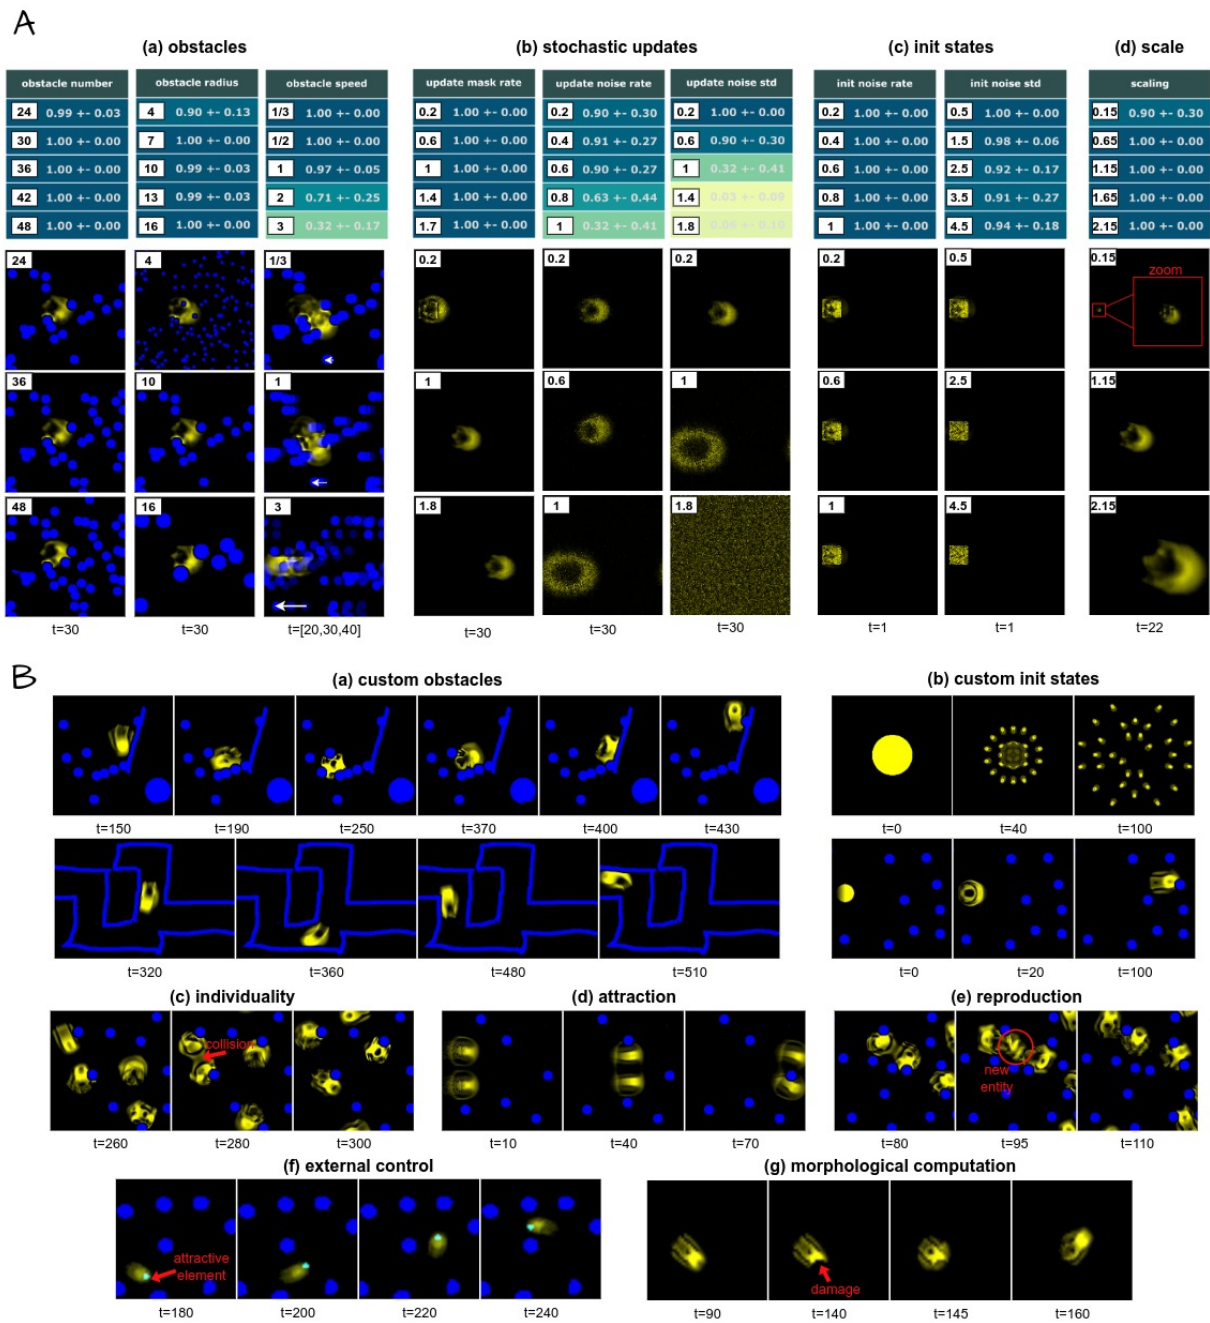 A
(a) obstacles
(b) stochastic updates
(c) init states
(d) scale
obstacle number obstacle radius obstacle speed update mask rate update noise rate update noise std init noise rate init noise std scaling
24 0.99 +- 0.03 4 0.90 +- 0.13 1/3 1.00 +- 0.00 0.2 1.00 +- 0.00 0.2 0.90 +- 0.30 0.2 1.00 +- 0.00 0.2 1.00 +- 0.00 0.5 1.00 +- 0.00 0.15 0.90 +- 0.30
30 1.00 +- 0.00 7 1.00 +- 0.00 1/2 1.00 +- 0.00 0.6 1.00 +- 0.00 0.4 0.91 +- 0.27 0.6 0.90 +- 0.30 0.4 1.00 +- 0.00 1.5 0.98 +- 0.06 0.65 1.00 +- 0.00
36 1.00 +- 0.00 10 0.99 +- 0.03 1 0.97 +- 0.05 1 1.00 +- 0.00 0.6 0.90 +- 0.27 1 0.32 +- 0.41 0.6 1.00 +- 0.00 2.5 0.92 +- 0.17 1.15 1.00 +- 0.00
42 1.00 +- 0.00 13 0.99 +- 0.03 2 0.71 +- 0.25 1.4 1.00 +- 0.00 0.8 0.63 +- 0.44 1.4 0.03 +- 0.09 0.8 1.00 +- 0.00 3.5 0.91 +- 0.27 1.65 1.00 +- 0.00
48 1.00 +- 0.00 16 1.00 +- 0.00 3 0.32 +- 0.17 1.7 1.00 +- 0.00 1 0.32 +- 0.41 1.8 0.06 +- 0.10 1 1.00 +- 0.00 4.5 0.94 +- 0.18 2.15 1.00 +- 0.00
24 4 1/3 0.2 0.2 0.2 0.2 0.5 0.15
zoom
36 10 1 1 0.6 1 0.6 2.5 1.15
48 16 3 1.8 1 1.8 1 4.5 2.15
t=30 t=30 t=[20,30,40] t=30 t=30 t=30 t=1 t=1 t=22
B
(a) custom obstacles
(b) custom init states
t=150 t=190 t=250 t=370 t=400 t=430 t=0 t=40 t=100
t=320 t=360 t=480 t=510 t=0 t=20 t=100
(c) individuality
(d) attraction
(e) reproduction
collision
new
entity
t=260 t=280 t=300 t=10 t=40 t=70 t=80 t=95 t=110
(f) external control
(g) morphological computation
attractive
element
damage
t=180 t=200 t=220 t=240 t=90 t=140 t=145 t=160